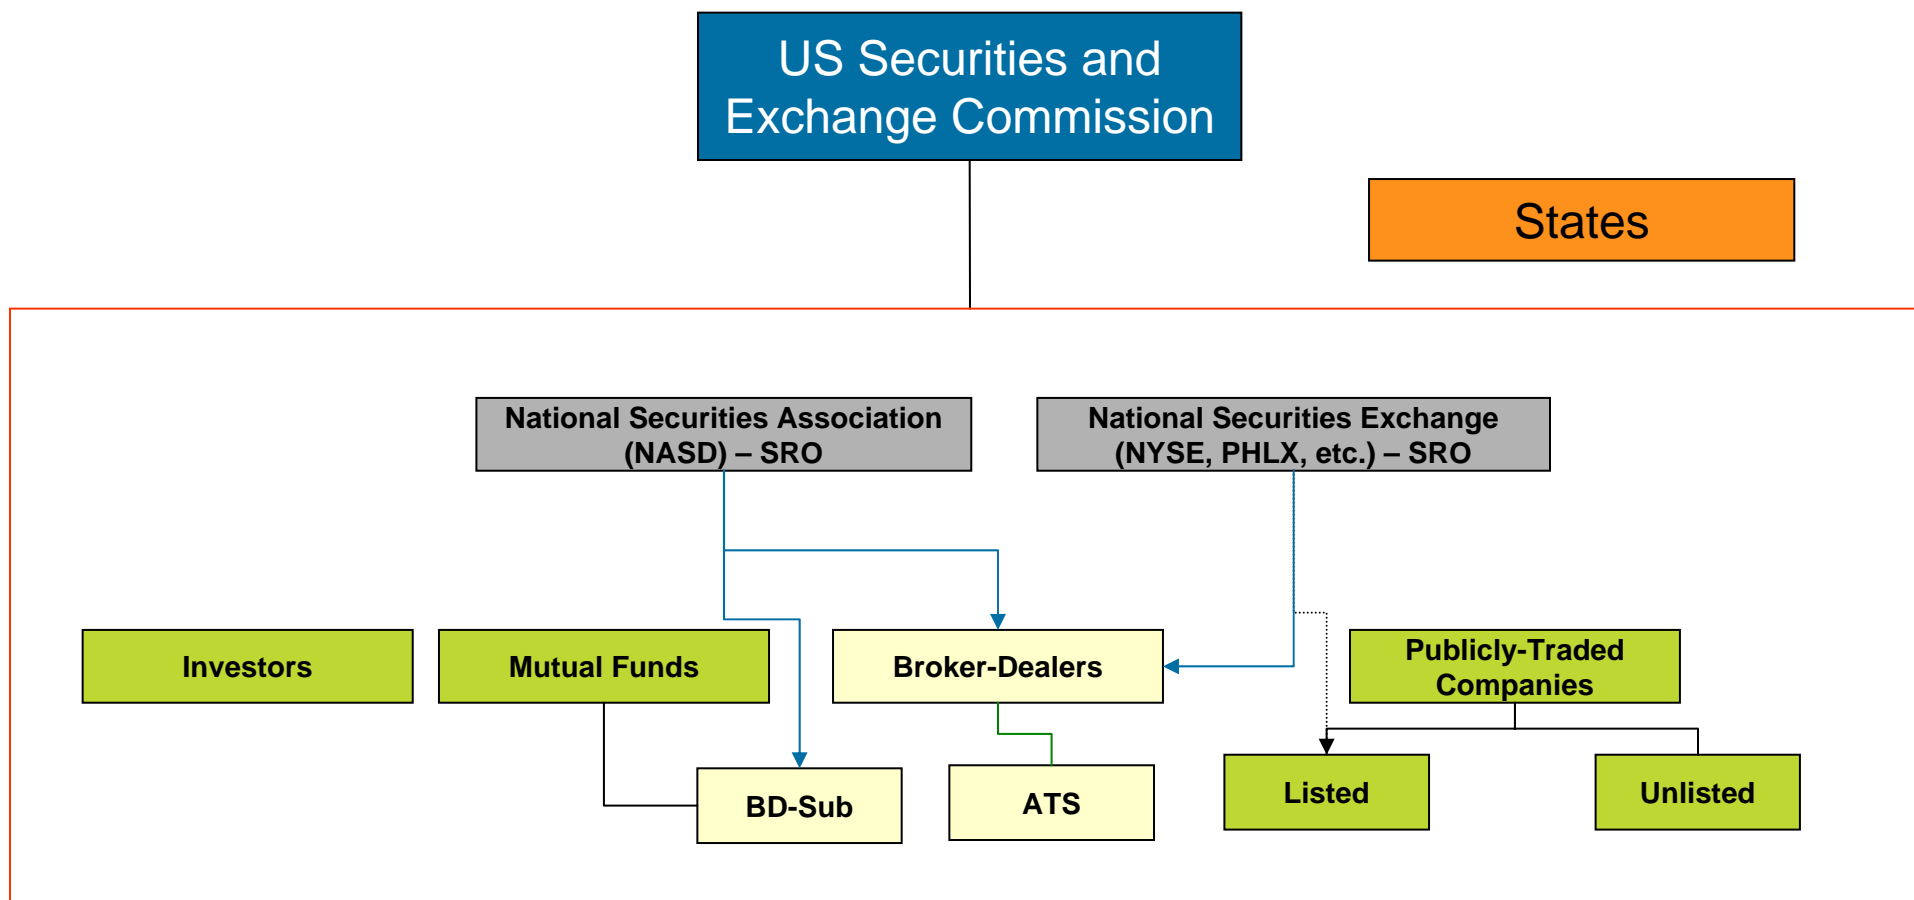 US Securities and
Exchange Commission
States
National Securities Association
(NASD) – SRO
National Securities Exchange
(NYSE, PHLX, etc.) – SRO
Investors
Mutual Funds
Broker-Dealers
Publicly-Traded
Companies
BD-Sub
ATS
Listed
Unlisted